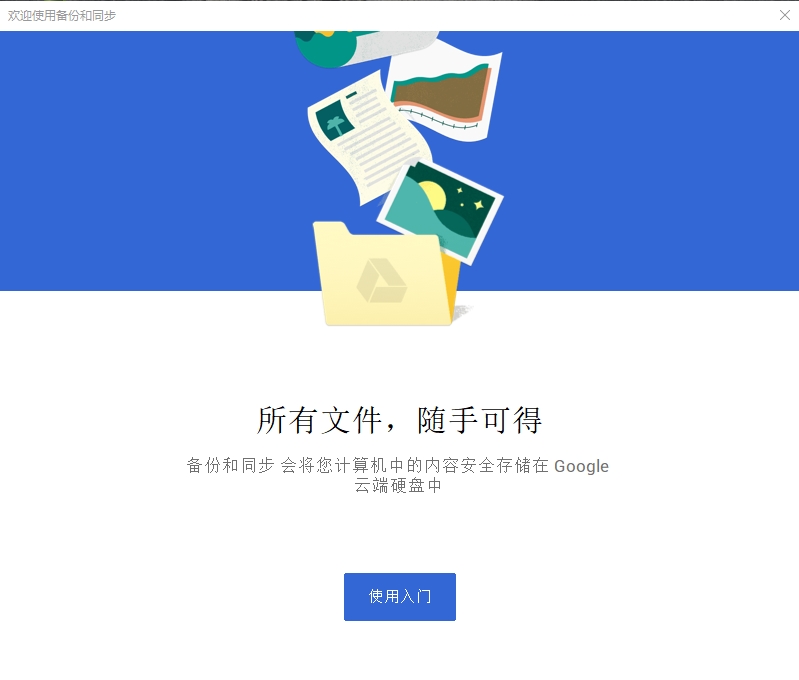 欢迎使用备份和同步
所有文件，随手可得
备份和同步 会将您计算机中的内容安全存储在 Google
云端硬盘中
使用入门